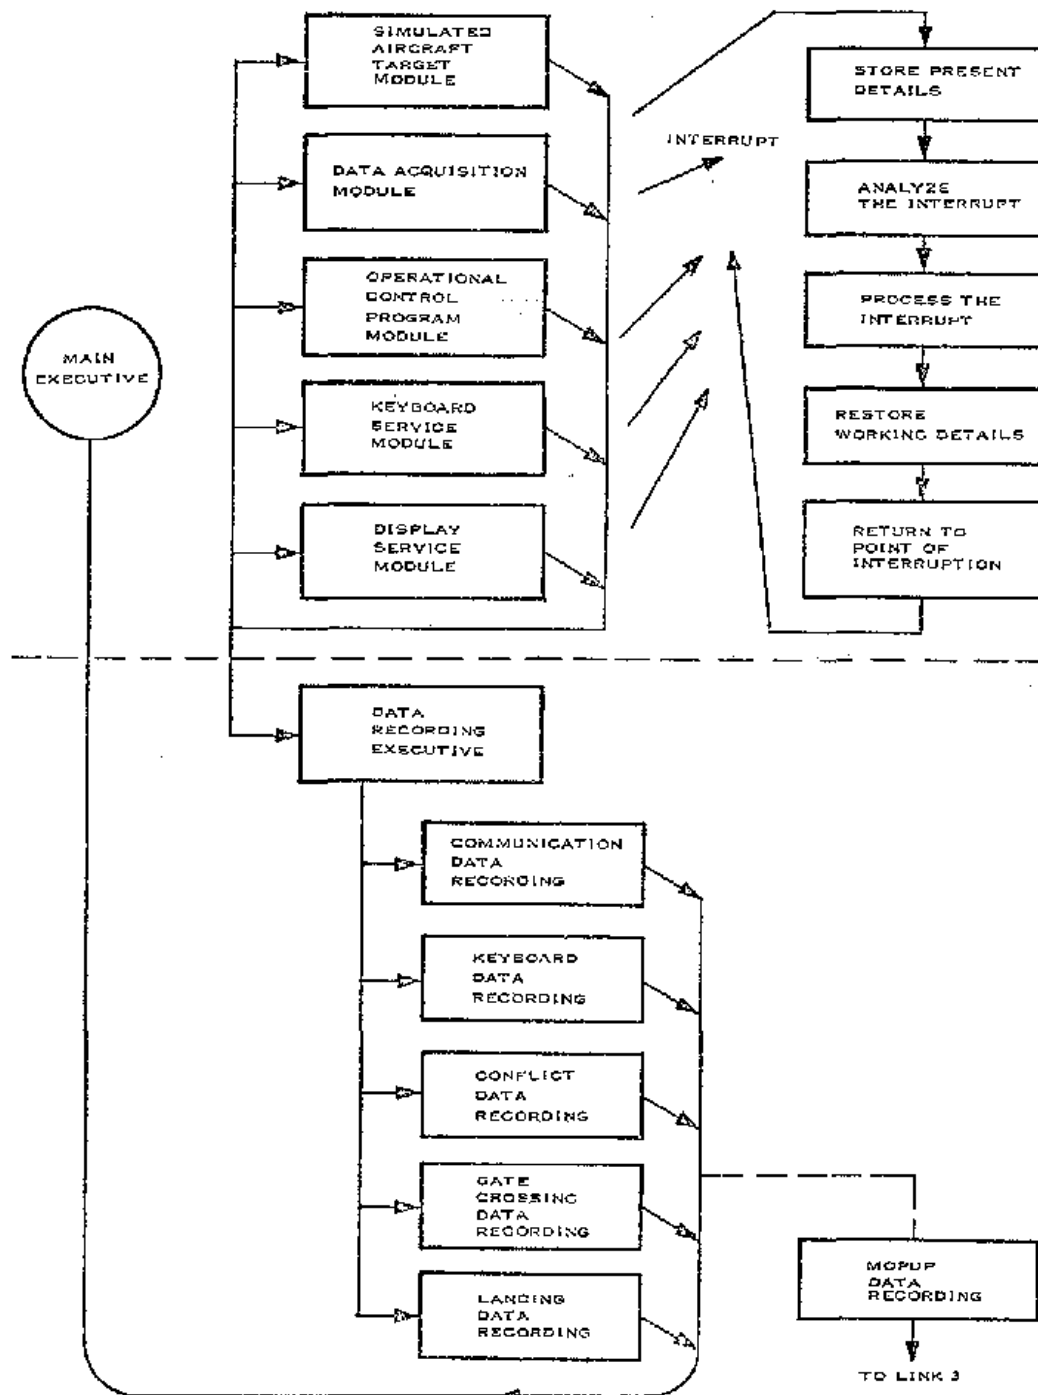 SIMULATED
AIRCRAFT
TARGET
MODULE
DATA ACQUISITION
MODULE
OPERATIONAL
CONTROL
PROGRAM
MODULE
KEYBOARD
SERVICE
MODULE
DISPLAY
SERVICE
MODULE
MAIN
EXECUTIVE
INTERRUPT
STORE PRESENT
DETAILS
ANALYZE
THE INTERRUPT
PROCESS THE
INTERRUPT
RESTORE
WORKING DETAILS
RETURN TO
POINT OF
INTERRUPTION
DATA
RECORDING
EXECUTIVE
COMMUNICATION
DATA
RECORDING
KEYBOARD
DATA
RECORDING
CONFLICT
DATA
RECORDING
GATE
CROSSING
DATA
RECORDING
LANDING
DATA
RECORDING
MOPUP
DATA
RECORDING
TO LINK 3